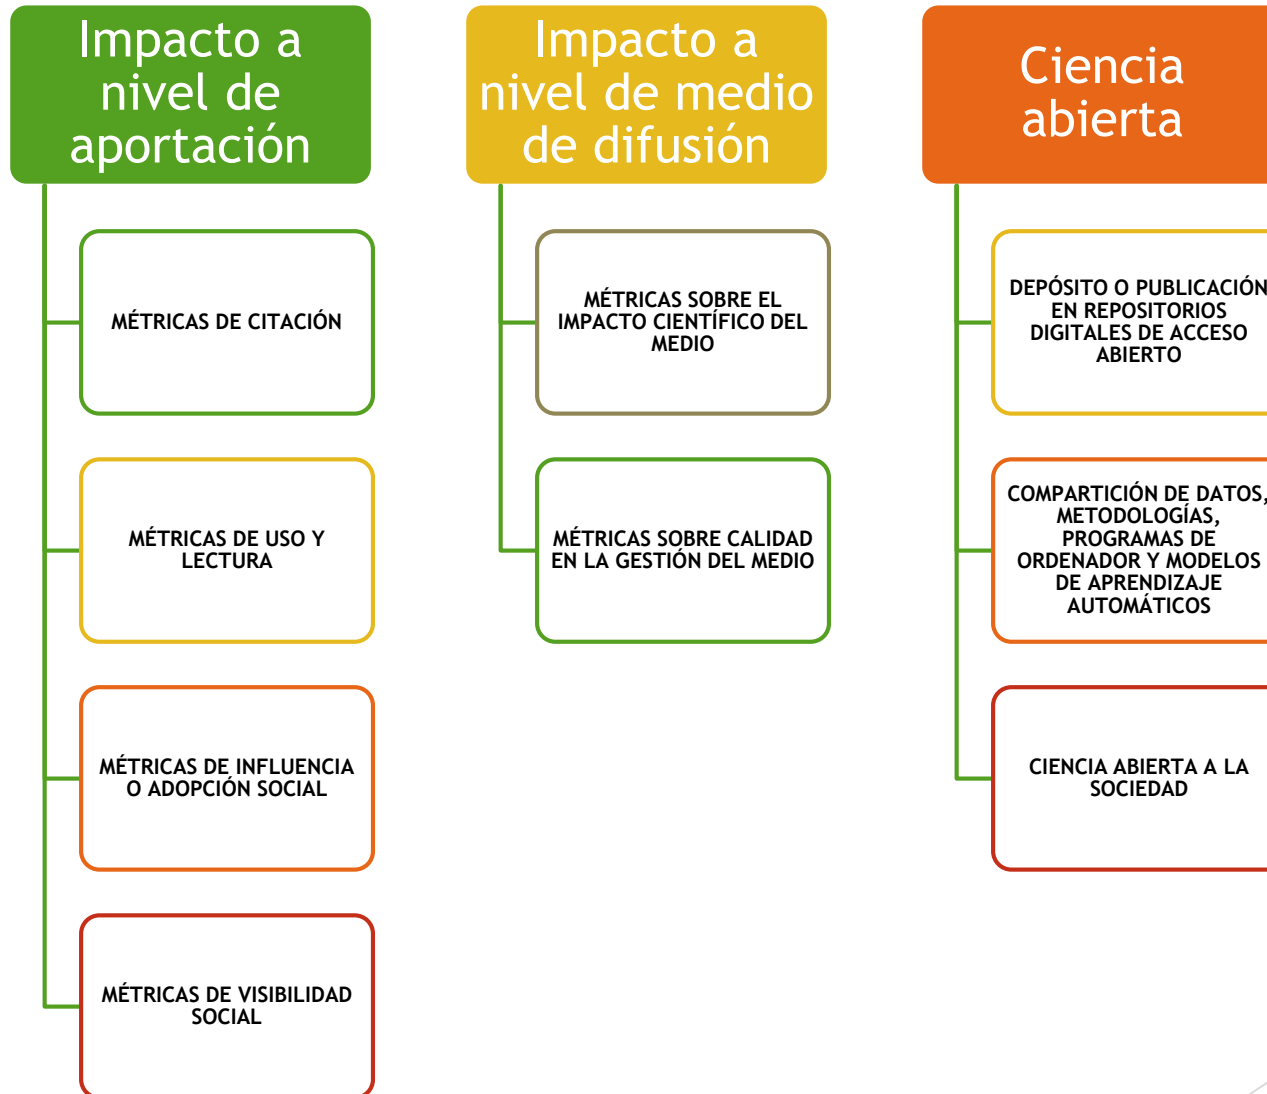 Impacto a
nivel de
aportación
MÉTRICAS DE CITACIÓN
MÉTRICAS DE USO Y
LECTURA
MÉTRICAS DE INFLUENCIA
O ADOPCIÓN SOCIAL
MÉTRICAS DE VISIBILIDAD
SOCIAL
Impacto a
nivel de medio
de difusión
MÉTRICAS SOBRE EL
IMPACTO CIENTÍFICO DEL
MEDIO
MÉTRICAS SOBRE CALIDAD
EN LA GESTIÓN DEL MEDIO
Ciencia
abierta
DEPÓSITO O PUBLICACIÓN
EN REPOSITORIOS
DIGITALES DE ACCESO
ABIERTO
COMPARTICIÓN DE DATOS,
METODOLOGÍAS,
PROGRAMAS DE
ORDENADOR Y MODELOS
DE APRENDIZAJE
AUTOMÁTICOS
CIENCIA ABIERTA A LA
SOCIEDAD